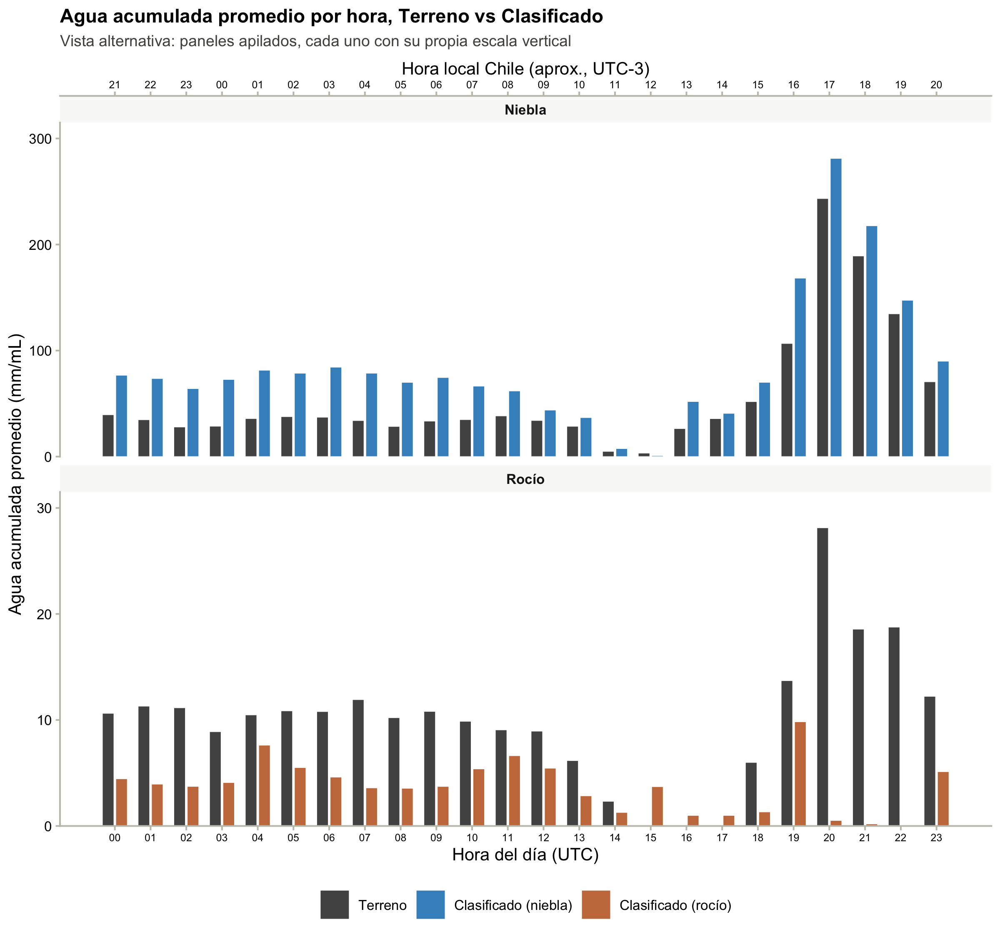 Agua acumulada promedio por hora, Terreno vs Clasificado
Vista alternativa: paneles apilados, cada uno con su propia escala vertical
Hora local Chile (aprox., UTC-3)
21 22 23 00 01 02 03 04 05 06 07 08 09 10 11 12 13 14 15 16 17 18 19 20
Niebla
300
200
100
0
Agua acumulada promedio (mm/mL)
Rocío
30
20
10
0
00 01 02 03 04 05 06 07 08 09 10 11 12 13 14 15 16 17 18 19 20 21 22 23
Hora del día (UTC)
Terreno Clasificado (niebla) Clasificado (rocío)